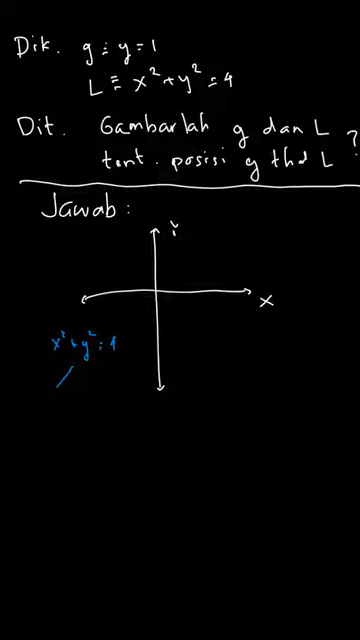 Dik. g ≡ y = 1
L ≡ x² + y² = 4
Dit. Gambarlah g dan L
tent. posisi g thd L ?
Jawab :
Y
X
x² + y² = 4